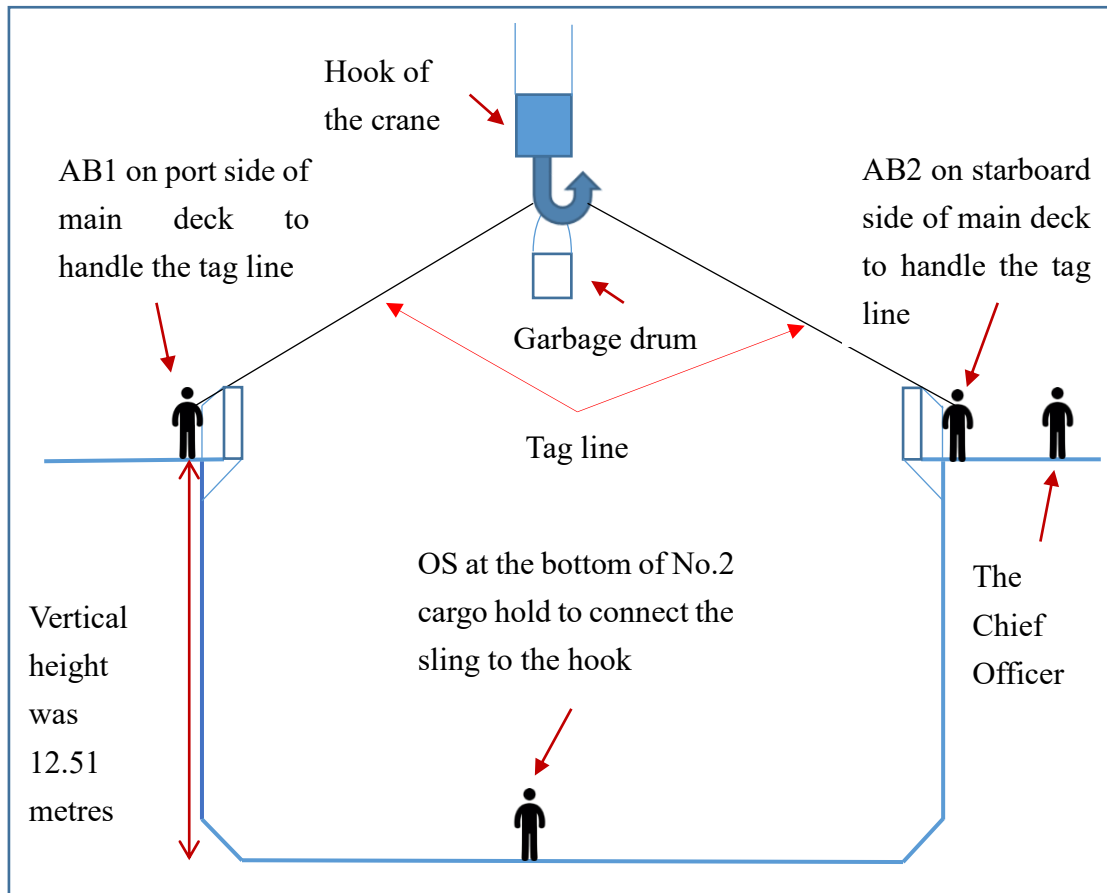 Hook of
the crane
AB1 on port side of
main deck to
handle the tag line
AB2 on starboard
side of main deck
to handle the tag
line
Garbage drum
Tag line
OS at the bottom of No.2
cargo hold to connect the
sling to the hook
The
Chief
Officer
Vertical
height
was
12.51
metres